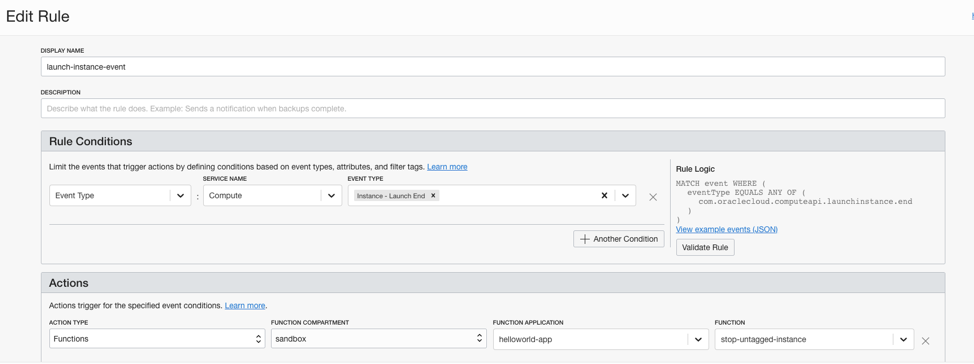 Edit Rule
DISPLAY NAME
launch-instance-event
DESCRIPTION
Describe what the rule does. Example: Sends a notification when backups complete.
Rule Conditions
Limit the events that trigger actions by defining conditions based on event types, attributes, and filter tags. Learn more
SERVICE NAME EVENT TYPE
Event Type : Compute Instance - Launch End
Another Condition
Rule Logic
MATCH event WHERE (
eventType EQUALS ANY OF (
com.oraclecloud.computeapi.launchinstance.end
)
)
View example events (JSON)
Validate Rule
Actions
Actions trigger for the specified event conditions. Learn more.
ACTION TYPE FUNCTION COMPARTMENT FUNCTION APPLICATION FUNCTION
Functions sandbox helloworld-app stop-untagged-instance